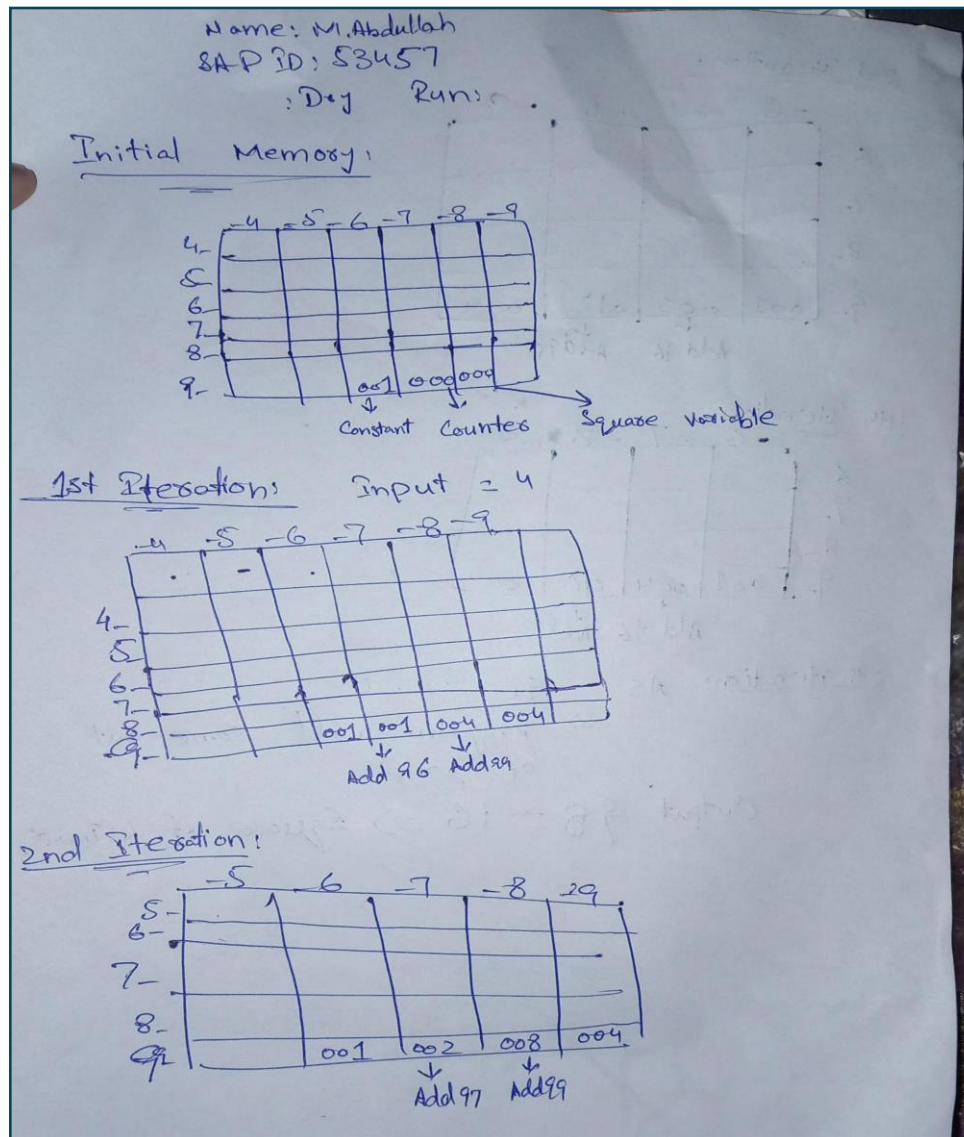 Name: M.Abdullah
SAP ID: 53457
: Dry Run:
Initial Memory:
-4 -5 -6 -7 -8 -9
4-
5-
6-
7-
8-
9- 001 000 000
Constant Counter Square variable
1st Iteration: Input = 4
-4 -5 -6 -7 -8 -9
4-
5-
6-
7-
8- 001 001 004 004
9-
Add 96 Add 99
2nd Iteration:
-5 -6 -7 -8 -9
5-
6-
7-
8-
9- 001 002 008 004
Add 97 Add 99